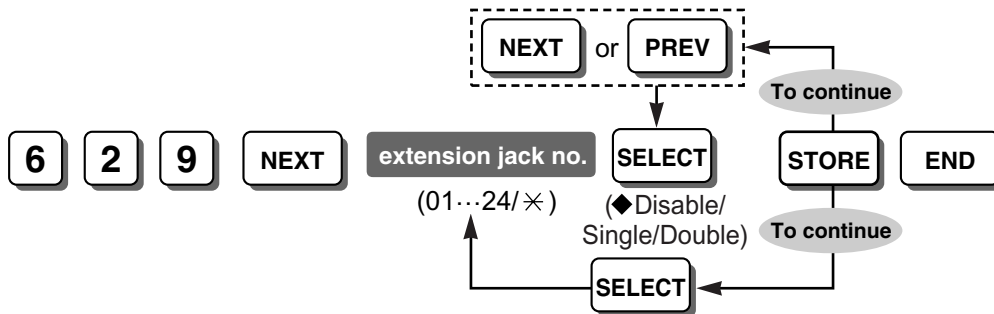 NEXT or PREV
To continue
6 2 9 NEXT extension jack no. SELECT STORE END
(01···24/✳) (◆Disable/
Single/Double)
To continue
SELECT